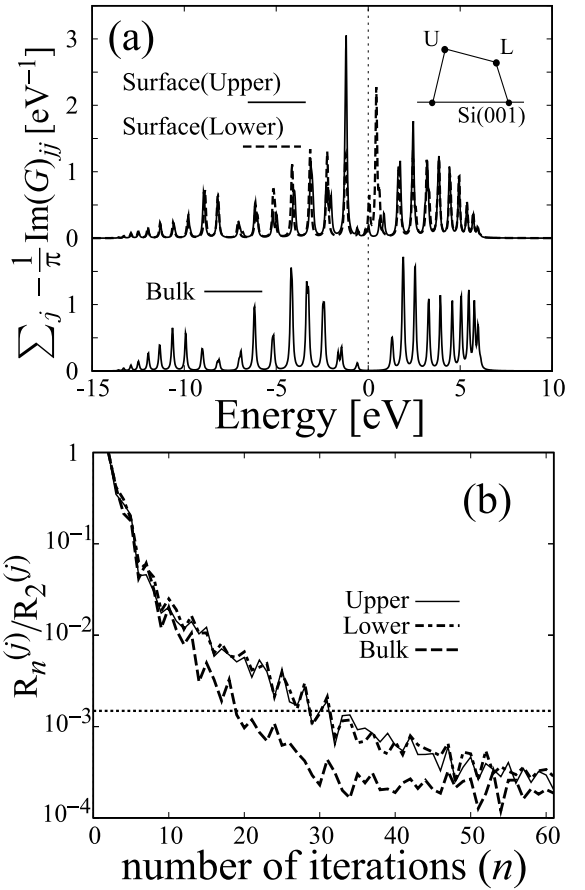 (a)
U
L
Si(001)
Surface(Upper)
Surface(Lower)
Bulk
3
2
1
0
1
0
∑j −1/π Im(G)jj [eV−1]
-15
-10
-5
0
5
10
Energy [eV]
(b)
Upper
Lower
Bulk
1
10−1
10−2
10−3
10−4
Rn(j)/R2(j)
0
10
20
30
40
50
60
number of iterations (n)